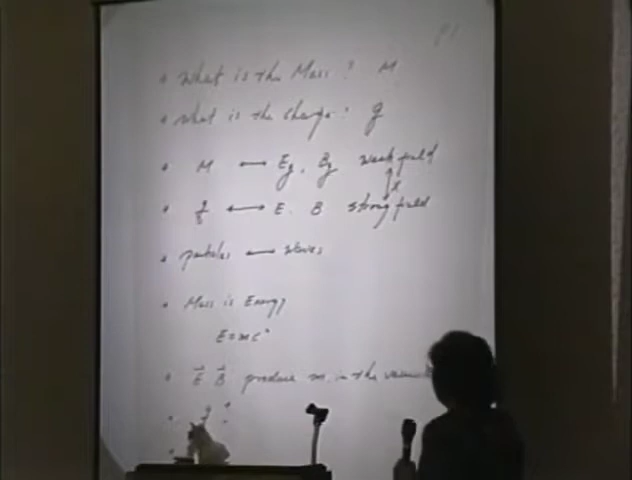 • What is the Mass? M
• What is the Charge? q
• M ⟷ Eg, Bg weak field
• q ⟷ E, B strong field
• particles ⟷ waves
• Mass is Energy
E=mc²
• E⃗ B⃗ produce m. in the